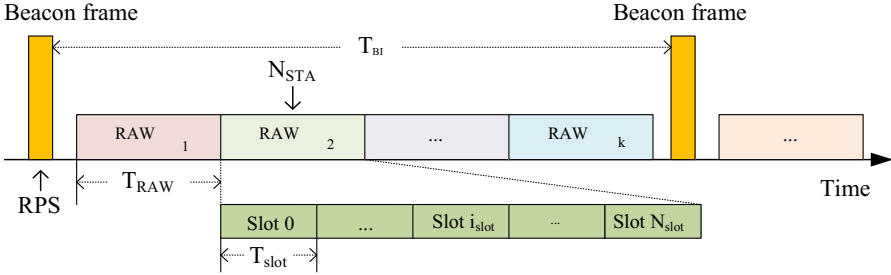 Beacon frame Beacon frame
T_BI
N_STA
RAW 1 RAW 2 ... RAW k ...
T_RAW
RPS Time
Slot 0 ... Slot i_slot ... Slot N_slot
T_slot